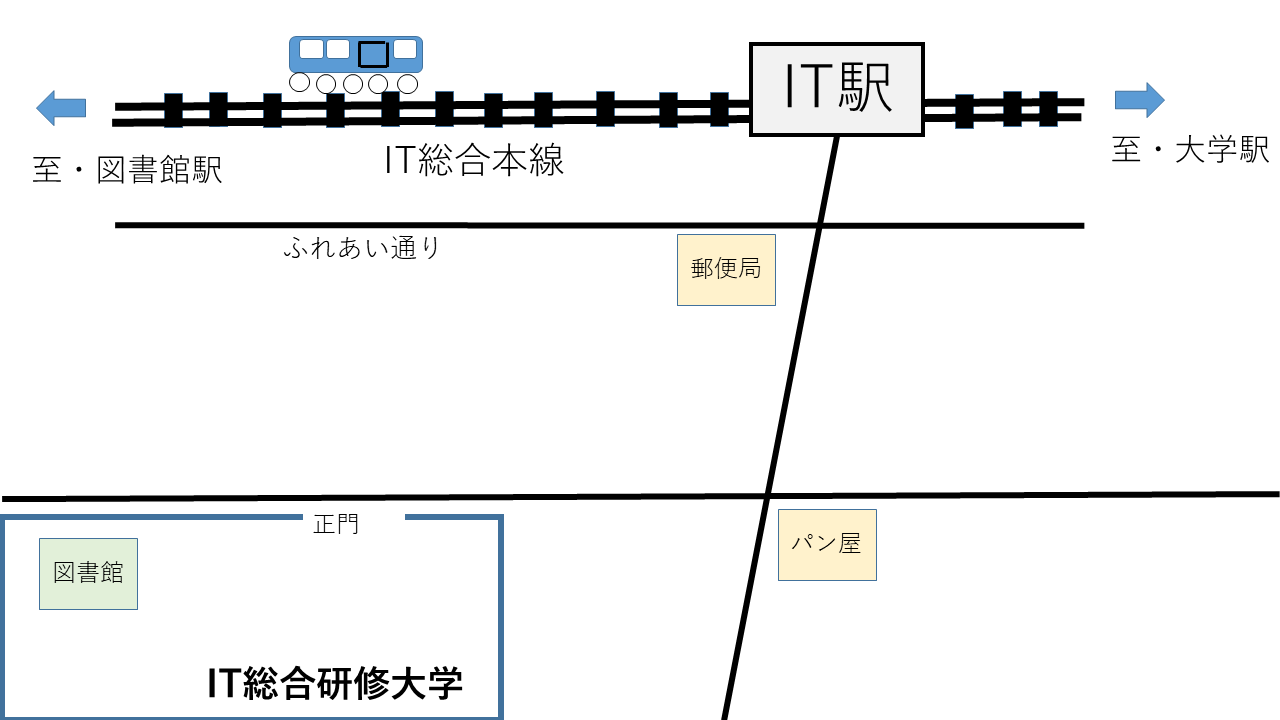 IT駅
至・図書館駅
IT総合本線
至・大学駅
ふれあい通り
郵便局
正門
パン屋
図書館
IT総合研修大学